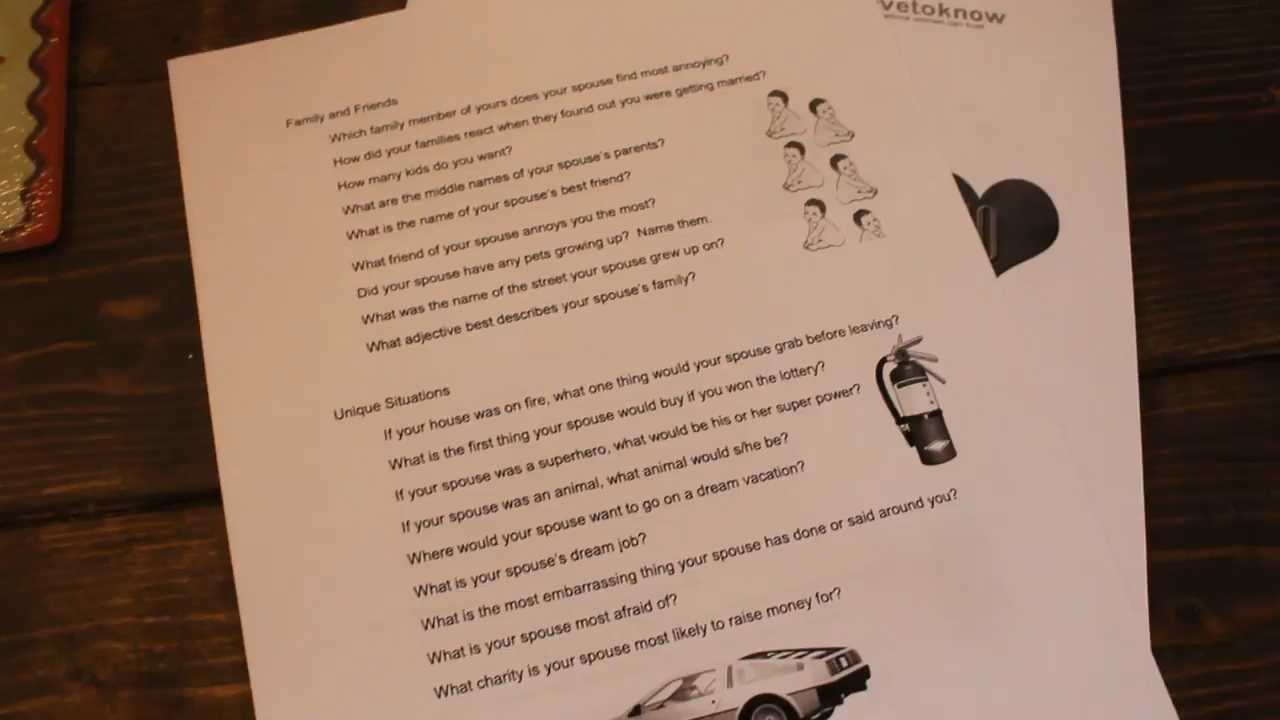 vetoknow
Family and Friends
Which family member of yours does your spouse find most annoying?
How did your families react when they found out you were getting married?
How many kids do you want?
What are the middle names of your spouse's parents?
What is the name of your spouse's best friend?
What friend of your spouse annoys you the most?
Did your spouse have any pets growing up? Name them.
What was the name of the street your spouse grew up on?
What adjective best describes your spouse's family?
Unique Situations
If your house was on fire, what one thing would your spouse grab before leaving?
What is the first thing your spouse would buy if you won the lottery?
If your spouse was a superhero, what would be his or her super power?
If your spouse was an animal, what animal would s/he be?
Where would your spouse want to go on a dream vacation?
What is your spouse's dream job?
What is the most embarrassing thing your spouse has done or said around you?
What is your spouse most afraid of?
What charity is your spouse most likely to raise money for?